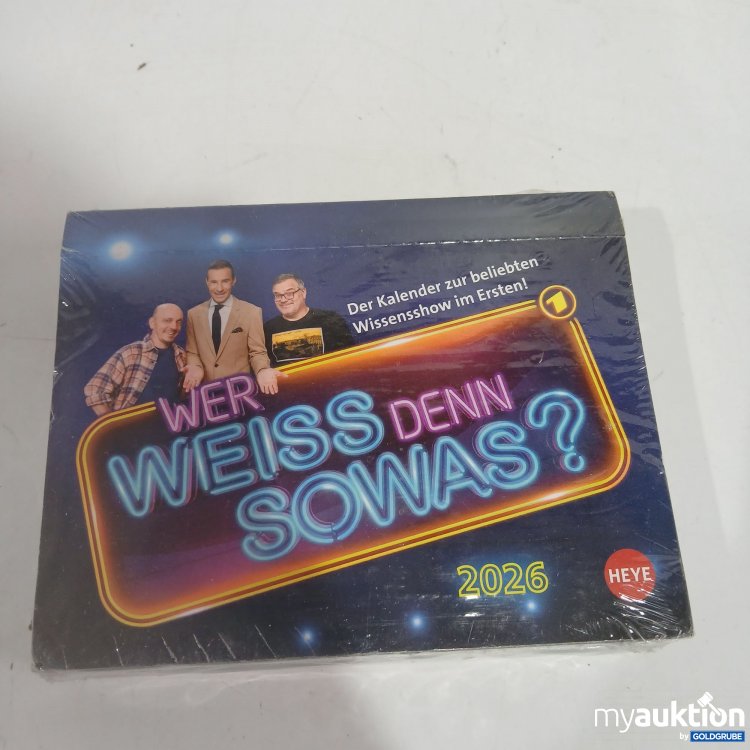 Der Kalender zur beliebten
Wissensshow im Ersten!
1
WER
WEISS DENN
SOWAS?
2026
HEYE
myauktion
by GOLDGRUBE